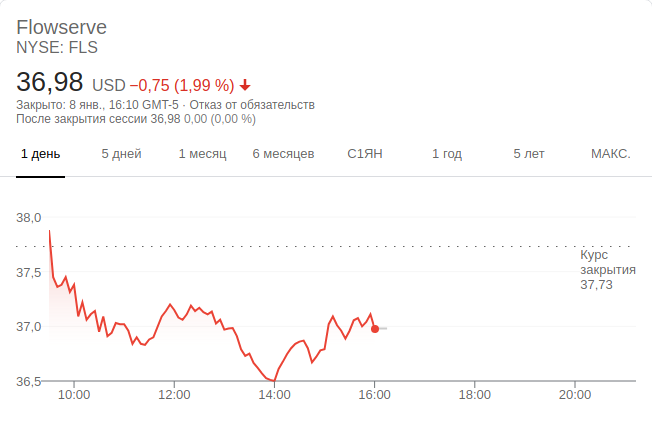 Flowserve
NYSE: FLS
36,98 USD −0,75 (1,99 %)
Закрыто: 8 янв., 16:10 GMT-5 · Отказ от обязательств
После закрытия сессии 36,98 0,00 (0,00 %)
1 день 5 дней 1 месяц 6 месяцев С1ЯН 1 год 5 лет МАКС.
38,0
Курс
закрытия
37,5
37,73
37,0
36,5
10:00 12:00 14:00 16:00 18:00 20:00